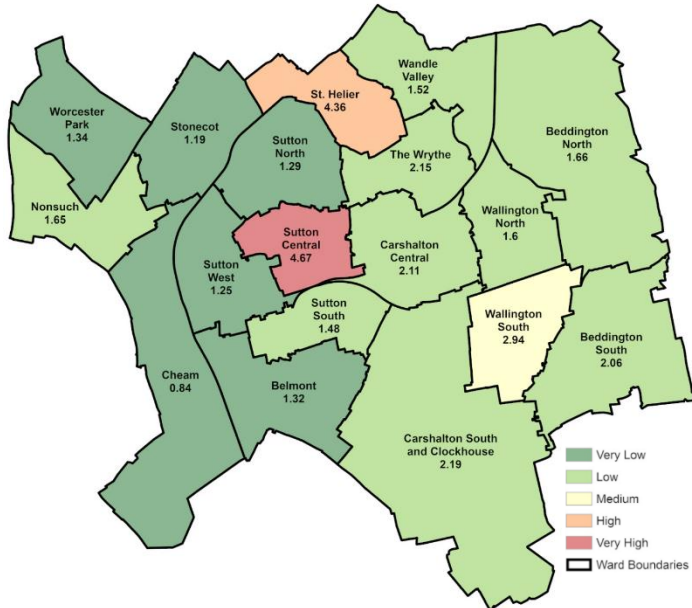 Wandle
Valley
1.52
St. Helier
4.36
Worcester
Park
1.34
Stonecot
1.19
Beddington
North
1.66
Sutton
North
1.29
The Wrythe
2.15
Nonsuch
1.65
Wallington
North
1.6
Sutton
Central
4.67
Carshalton
Central
2.11
Sutton
West
1.25
Sutton
South
1.48
Wallington
South
2.94
Beddington
South
2.06
Cheam
0.84
Belmont
1.32
Carshalton South
and Clockhouse
2.19
Very Low
Low
Medium
High
Very High
Ward Boundaries